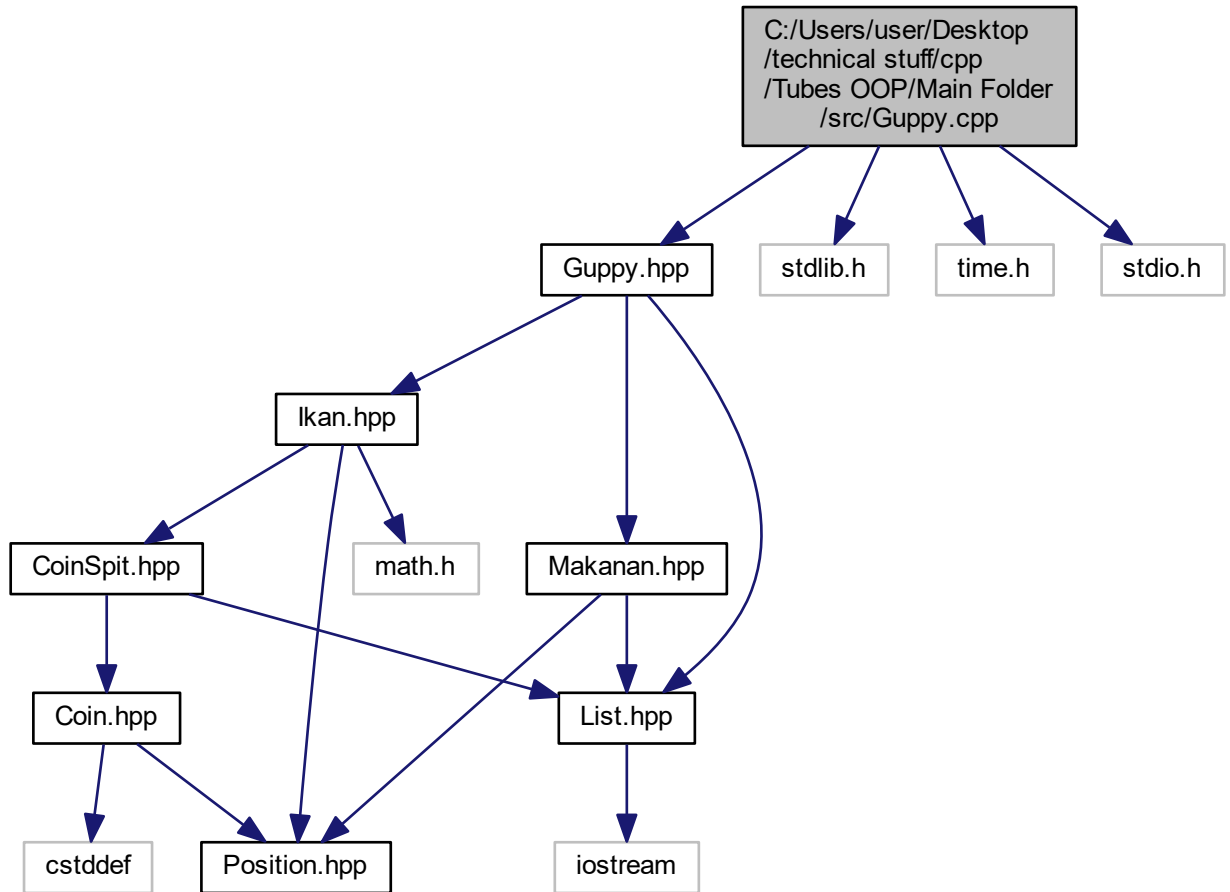 C:/Users/user/Desktop
/technical stuff/cpp
/Tubes OOP/Main Folder
/src/Guppy.cpp
Guppy.hpp
stdlib.h
time.h
stdio.h
Ikan.hpp
CoinSpit.hpp
math.h
Makanan.hpp
Coin.hpp
List.hpp
cstddef
Position.hpp
iostream